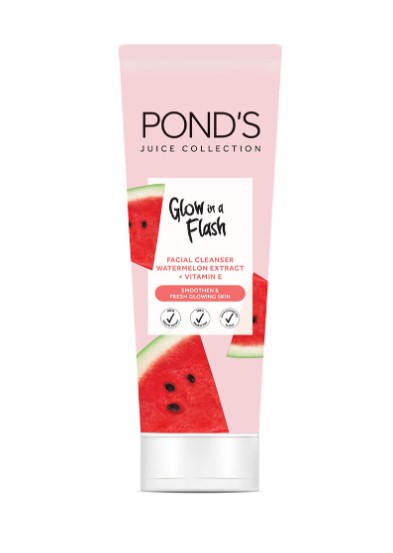 POND'S
JUICE COLLECTION
Glow in a
Flash
FACIAL CLEANSER
WATERMELON EXTRACT
+ VITAMIN E
SMOOTHEN &
FRESH GLOWING SKIN